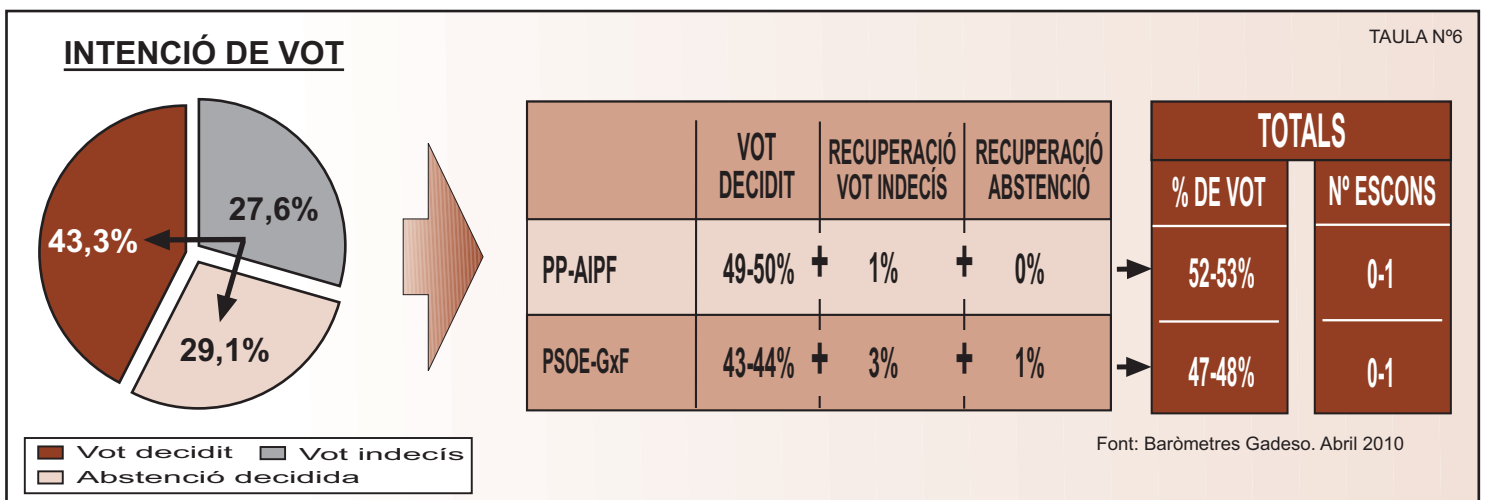 TAULA Nº6
INTENCIÓ DE VOT
27,6%
43,3%
29,1%
Vot decidit Vot indecís
Abstenció decidida
VOT DECIDIT RECUPERACIÓ VOT INDECÍS RECUPERACIÓ ABSTENCIÓ
PP-AIPF 49-50% + 1% + 0%
PSOE-GxF 43-44% + 3% + 1%
TOTALS
% DE VOT Nº ESCONS
52-53% 0-1
47-48% 0-1
Font: Baròmetres Gadeso. Abril 2010